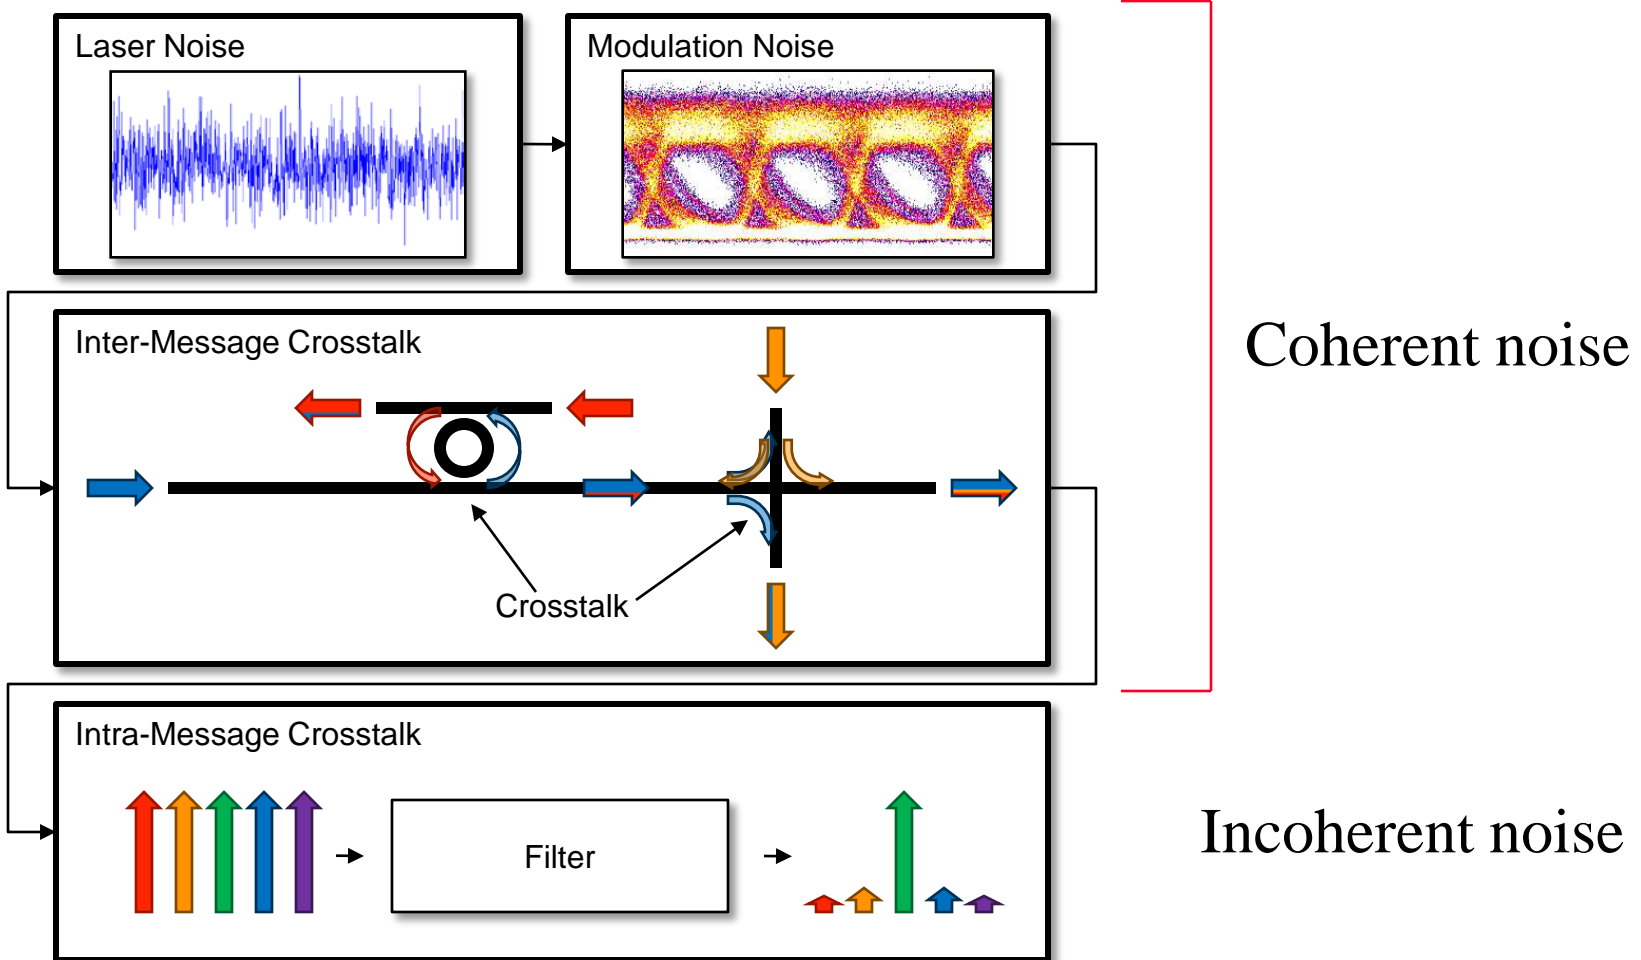 Laser Noise
Modulation Noise
Inter-Message Crosstalk
Crosstalk
Coherent noise
Intra-Message Crosstalk
Filter
Incoherent noise